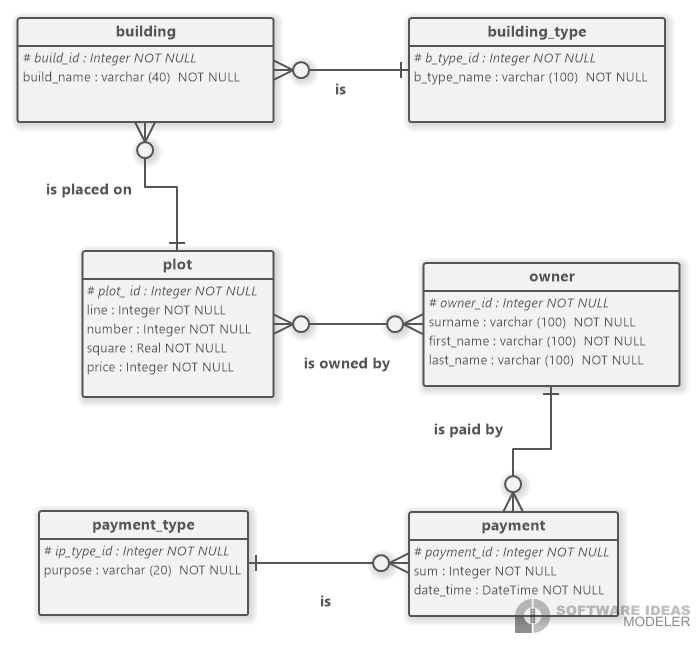 building
# build_id : Integer NOT NULL
build_name : varchar (40)  NOT NULL
building_type
# b_type_id : Integer NOT NULL
b_type_name : varchar (100)  NOT NULL
is
is placed on
plot
# plot_ id : Integer NOT NULL
line : Integer NOT NULL
number : Integer NOT NULL
square : Real NOT NULL
price : Integer NOT NULL
owner
# owner_id : Integer NOT NULL
surname : varchar (100)  NOT NULL
first_name : varchar (100)  NOT NULL
last_name : varchar (100)  NOT NULL
is owned by
is paid by
payment_type
# ip_type_id : Integer NOT NULL
purpose : varchar (20)  NOT NULL
payment
# payment_id : Integer NOT NULL
sum : Integer NOT NULL
date_time : DateTime NOT NULL
is
SOFTWARE IDEAS
MODELER